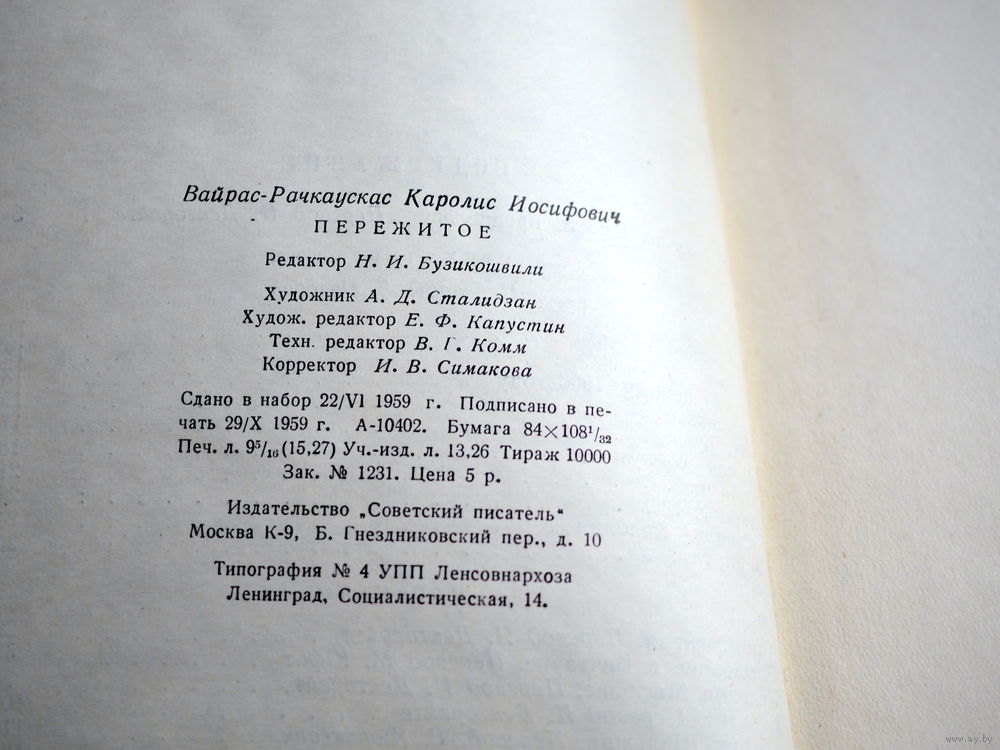 Вайрас-Рачкаускас Каролис Иосифович
ПЕРЕЖИТОЕ
Редактор Н. И. Бузикошвили
Художник А. Д. Сталидзан
Худож. редактор Е. Ф. Капустин
Техн. редактор В. Г. Комм
Корректор И. В. Симакова
Сдано в набор 22/VI 1959 г. Подписано в пе-
чать 29/X 1959 г. А-10402. Бумага 84×108¹/₃₂
Печ. л. 9⁵/₁₆ (15,27) Уч.-изд. л. 13,26 Тираж 10000
Зак. № 1231. Цена 5 р.
Издательство „Советский писатель“
Москва К-9, Б. Гнездниковский пер., д. 10
Типография № 4 УПП Ленсовнархоза
Ленинград, Социалистическая, 14.
www.ay.by